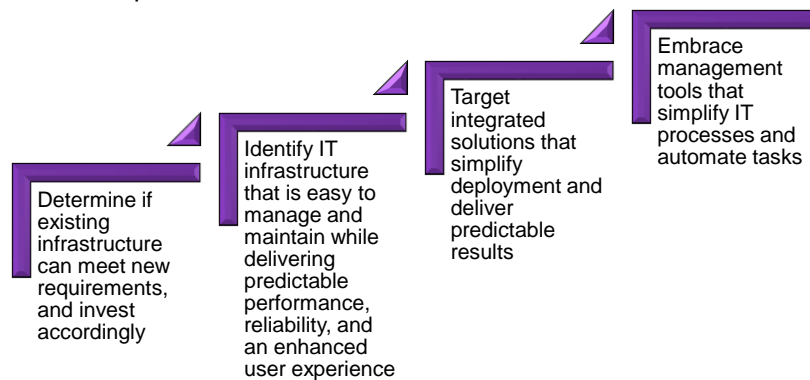 Determine if
existing
infrastructure
can meet new
requirements,
and invest
accordingly
Identify IT
infrastructure
that is easy to
manage and
maintain while
delivering
predictable
performance,
reliability, and
an enhanced
user experience
Target
integrated
solutions that
simplify
deployment and
deliver
predictable
results
Embrace
management
tools that
simplify IT
processes and
automate tasks